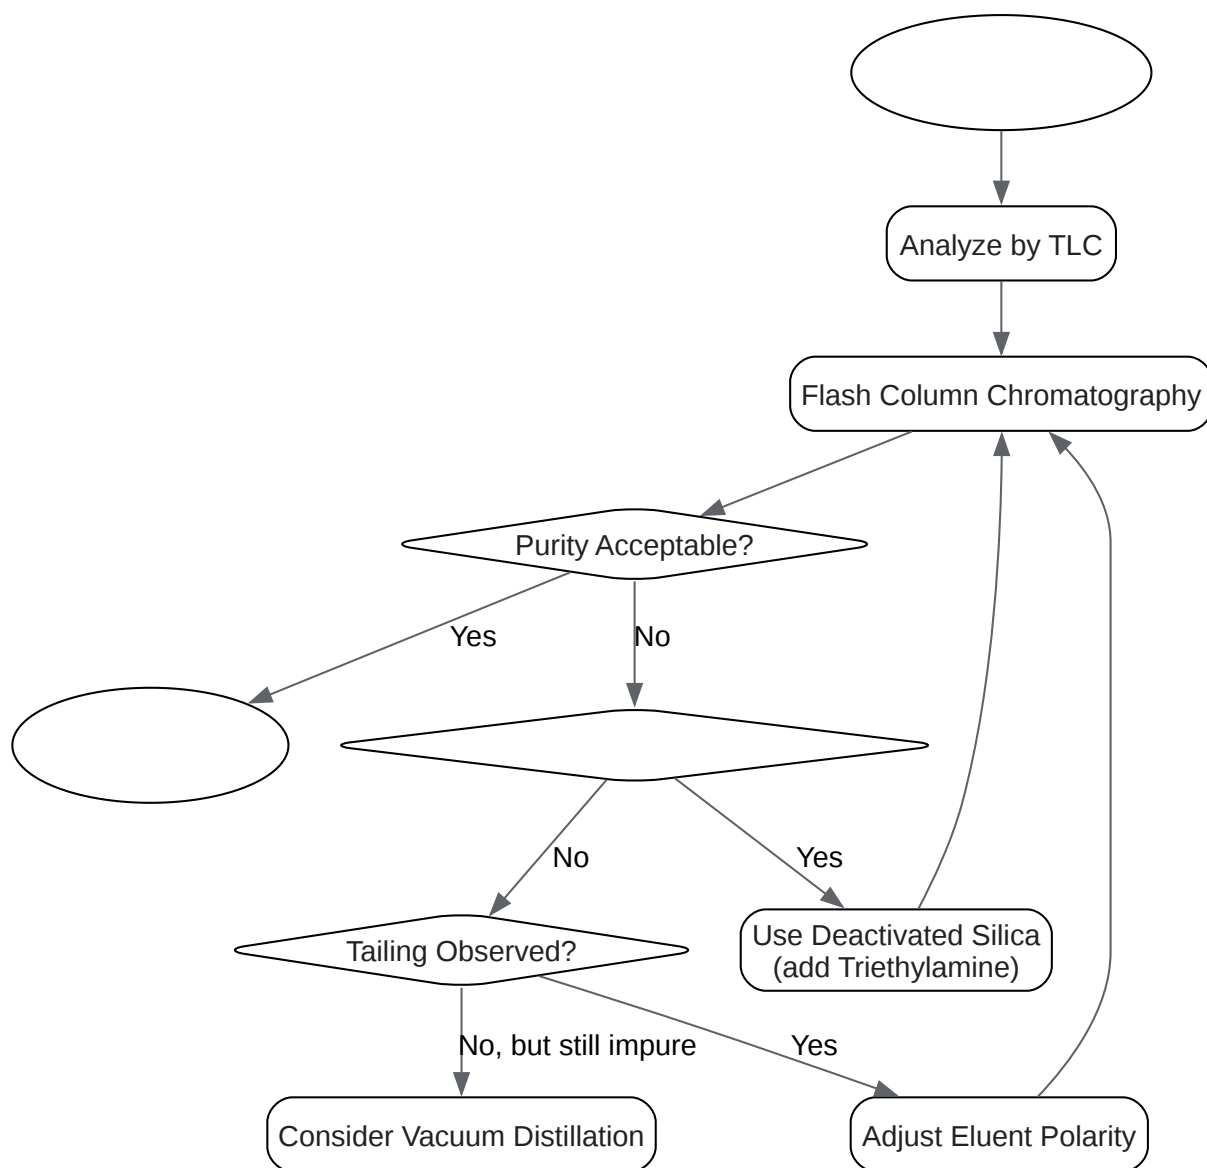 Analyze by TLC
Flash Column Chromatography
Purity Acceptable?
Yes
No
No
Yes
Use Deactivated Silica
(add Triethylamine)
Tailing Observed?
No, but still impure
Yes
Consider Vacuum Distillation
Adjust Eluent Polarity